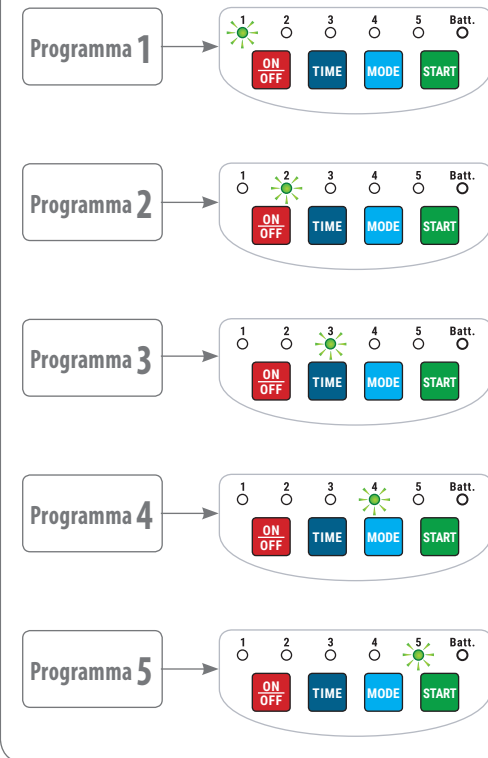 1 2 3 4 5 Batt.
Programma 1
ON OFF TIME MODE START
1 2 3 4 5 Batt.
Programma 2
ON OFF TIME MODE START
1 2 3 4 5 Batt.
Programma 3
ON OFF TIME MODE START
1 2 3 4 5 Batt.
Programma 4
ON OFF TIME MODE START
1 2 3 4 5 Batt.
Programma 5
ON OFF TIME MODE START